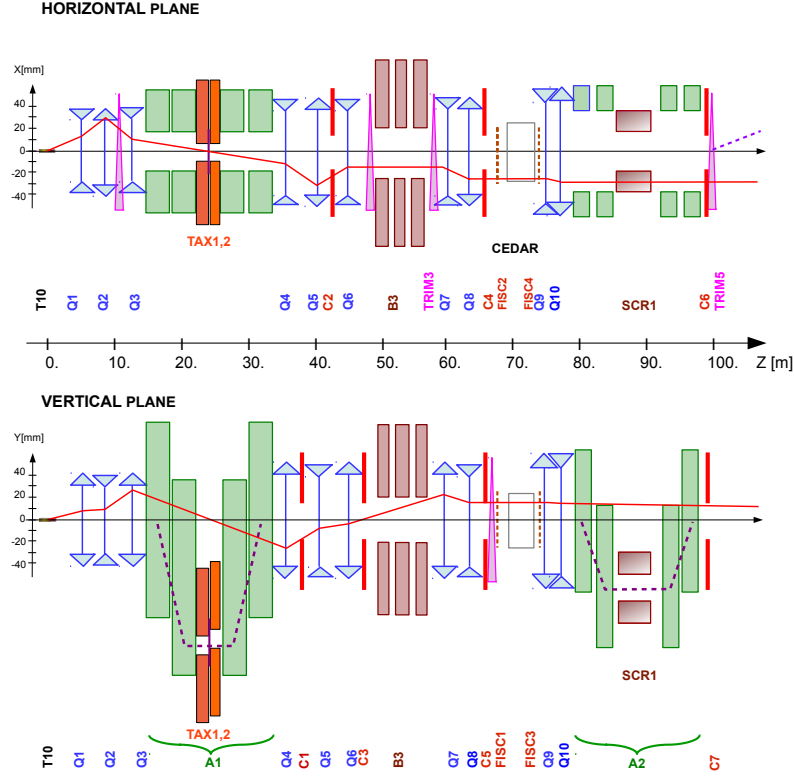 HORIZONTAL PLANE
X[mm]
40
20
0
-20
-40
TAX1,2
CEDAR
T10 Q1 Q2 Q3 Q4 Q5 C2 Q6 B3 TRIM3 Q7 Q8 C4 FISC2 FISC4 Q9 Q10 SCR1 C6 TRIM5
0. 10. 20. 30. 40. 50. 60. 70. 80. 90. 100. Z [m]
VERTICAL PLANE
Y[mm]
40
20
0
-20
-40
SCR1
TAX1,2
T10 Q1 Q2 Q3 A1 Q4 C1 Q5 Q6 C3 B3 Q7 Q8 C5 FISC1 FISC3 Q9 Q10 A2 C7